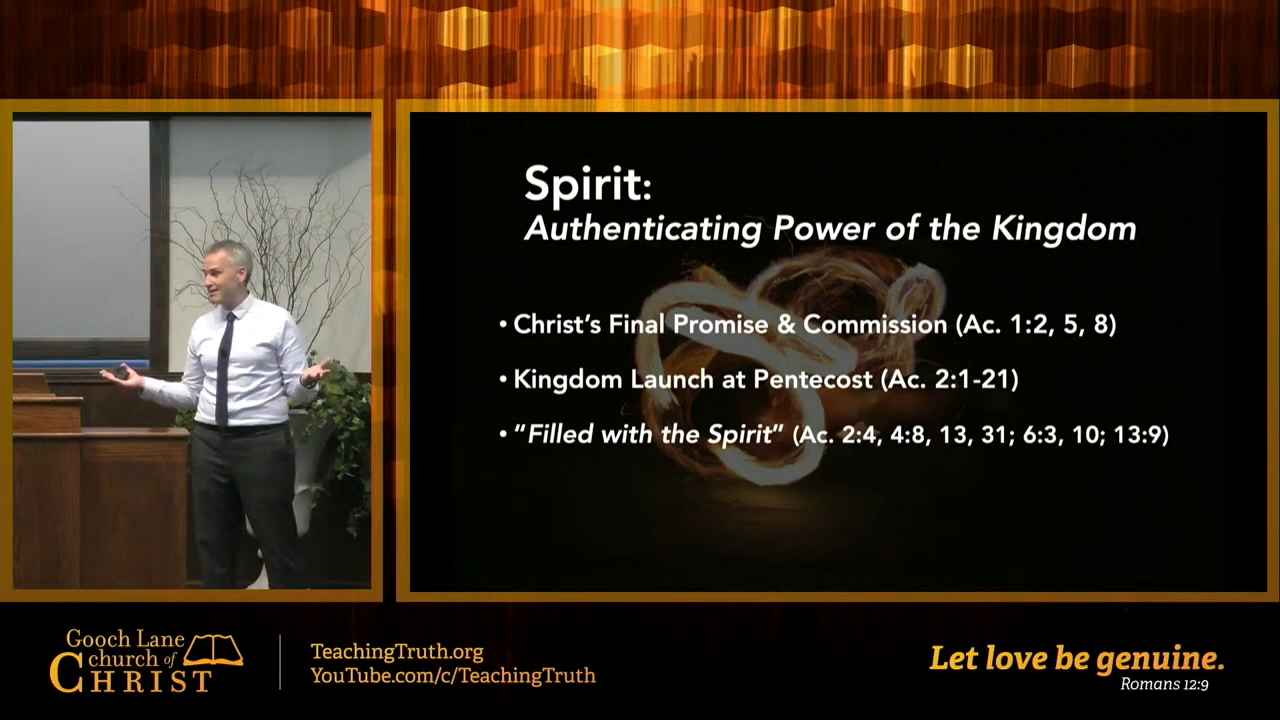 Spirit:
Authenticating Power of the Kingdom
• Christ's Final Promise & Commission (Ac. 1:2, 5, 8)
• Kingdom Launch at Pentecost (Ac. 2:1-21)
• "Filled with the Spirit" (Ac. 2:4, 4:8, 13, 31; 6:3, 10; 13:9)
Gooch Lane
church of
CHRIST
TeachingTruth.org
YouTube.com/c/TeachingTruth
Let love be genuine.
Romans 12:9